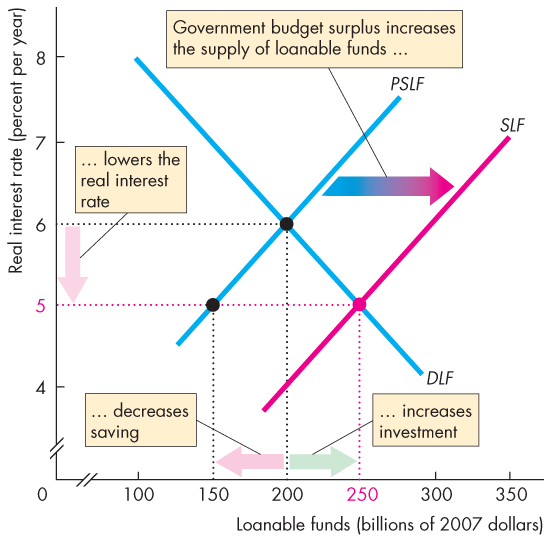 Real interest rate (percent per year)
Government budget surplus increases
the supply of loanable funds …
8
PSLF
SLF
7
… lowers the
real interest
rate
6
5
4
DLF
… decreases
saving
… increases
investment
0
100
150
200
250
300
350
Loanable funds (billions of 2007 dollars)